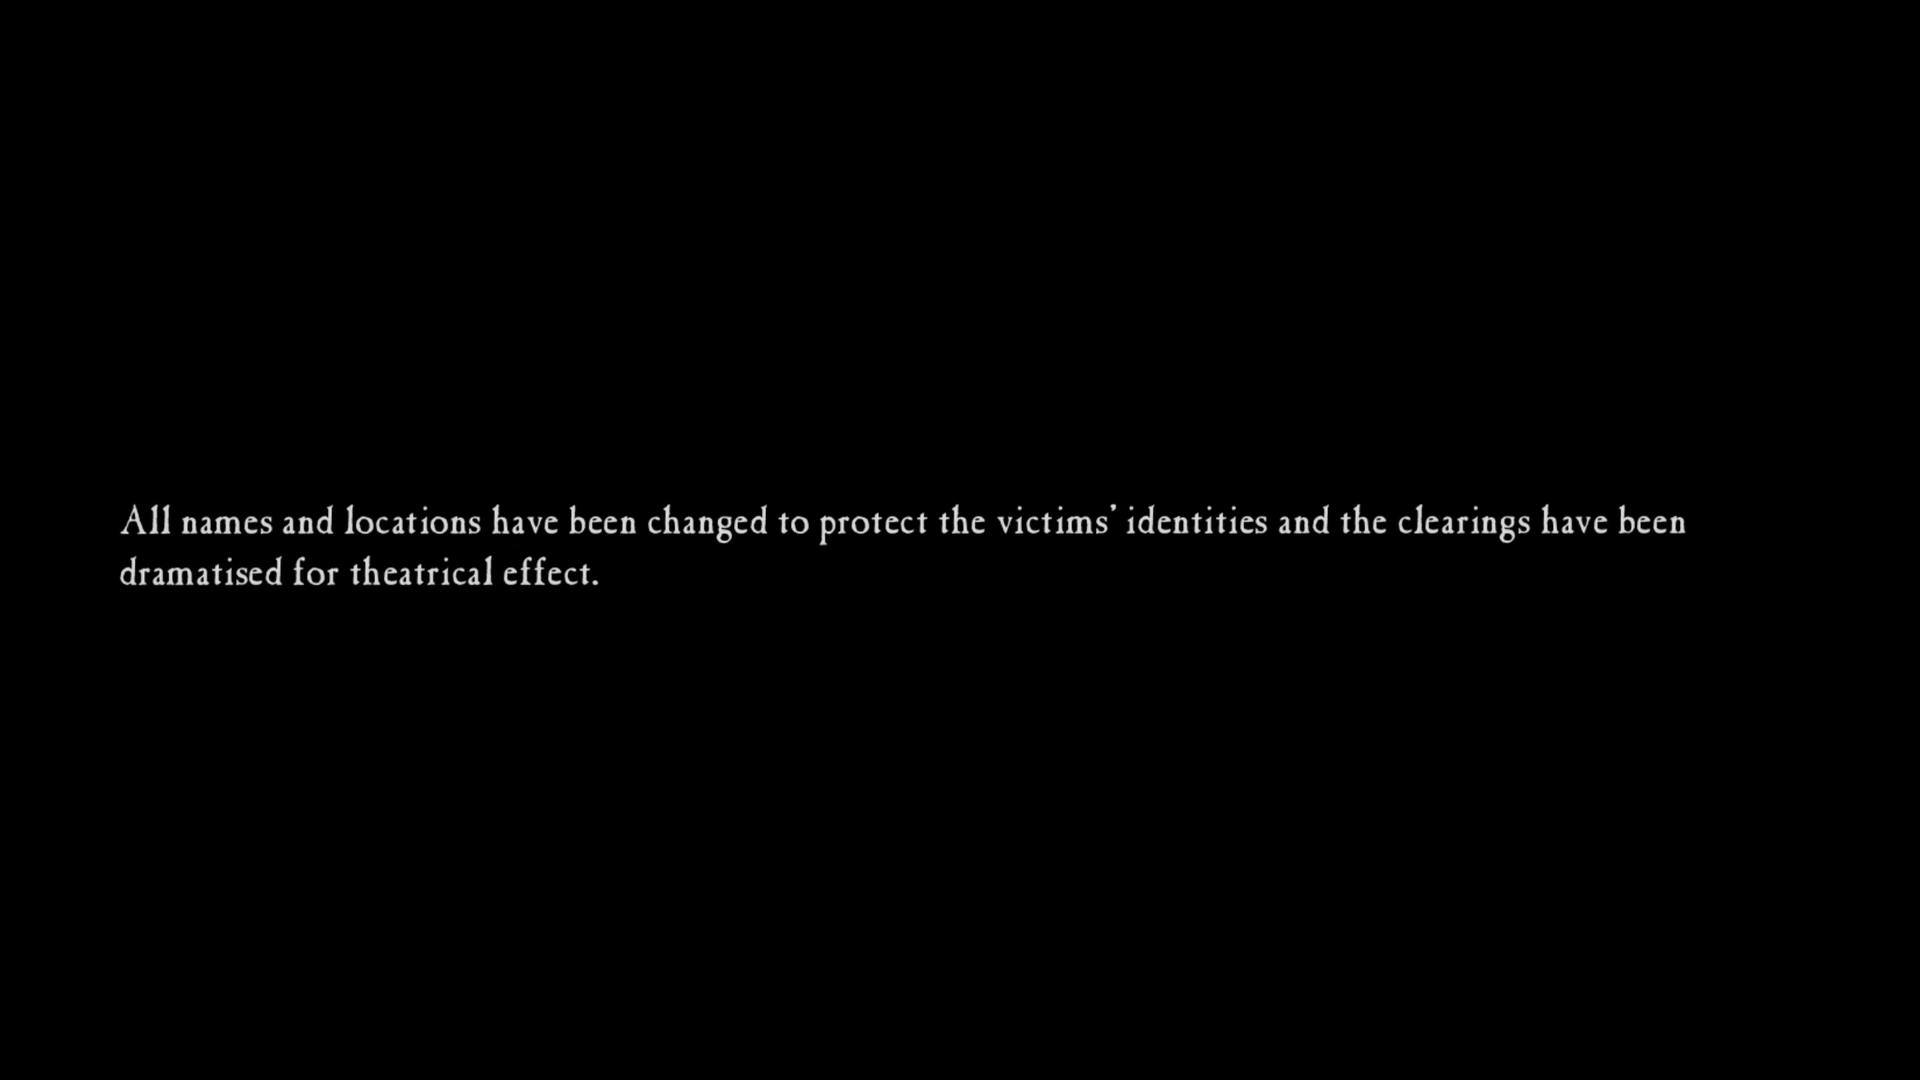 All names and locations have been changed to protect the victims’ identities and the clearings have been
dramatised for theatrical effect.